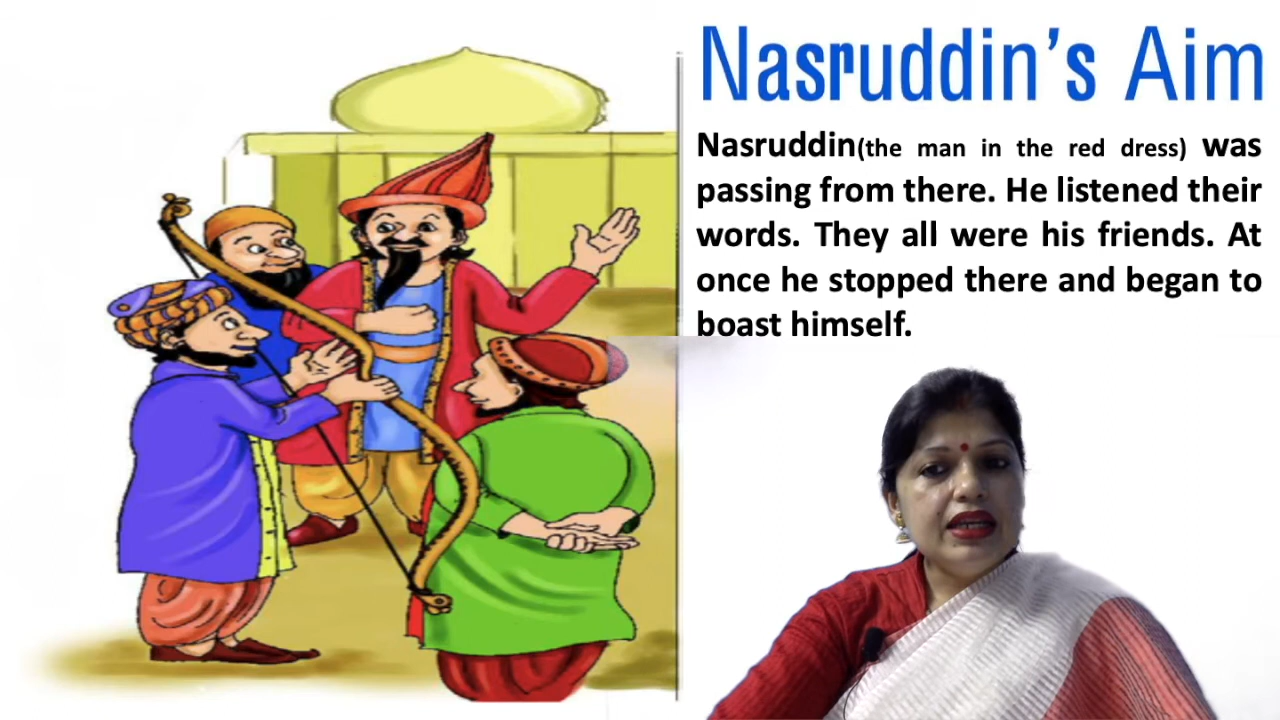 Nasruddin's Aim
Nasruddin(the man in the red dress) was
passing from there. He listened their
words. They all were his friends. At
once he stopped there and began to
boast himself.